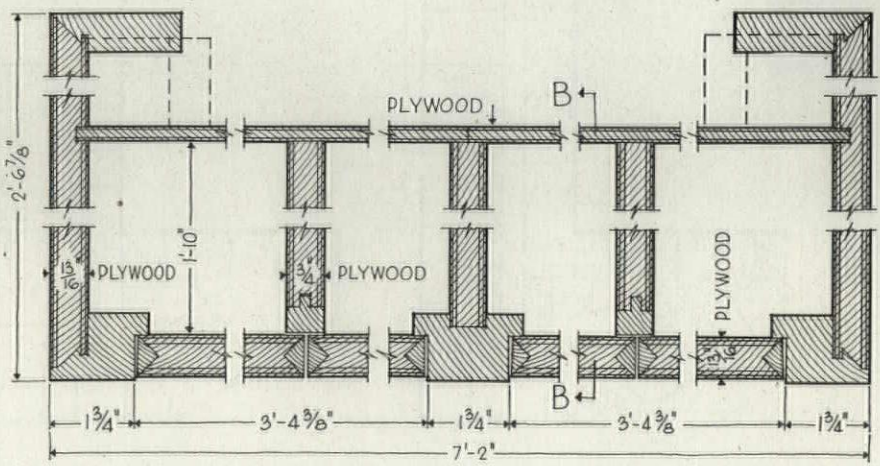 PLYWOOD
B
2'-6⅞"
1'-10"
13/16" PLYWOOD
3/4" PLYWOOD
PLYWOOD
13/16"
B
1¾" 3'-4⅜" 1¾" 3'-4⅜" 1¾"
7'-2"